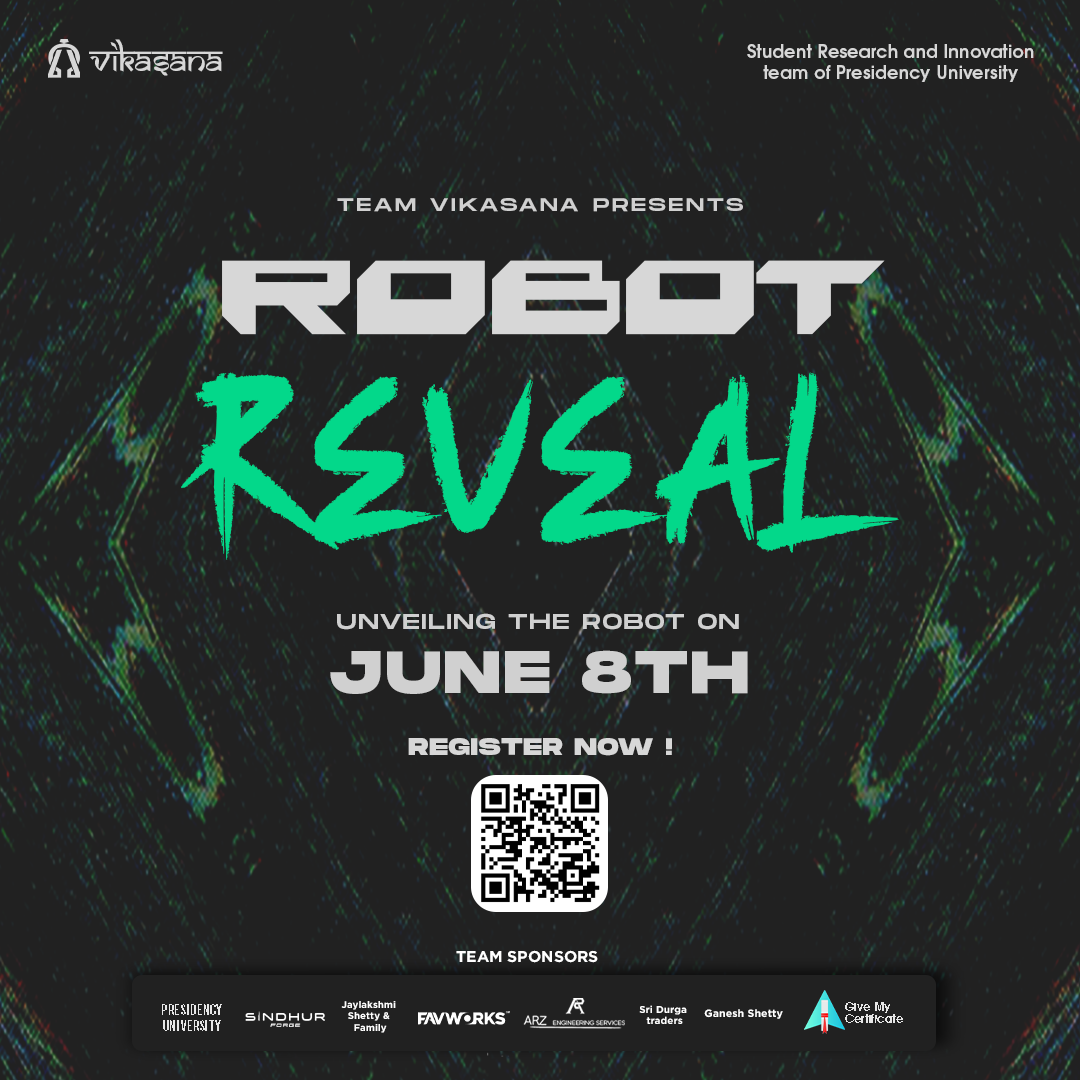 vikasana
Student Research and Innovation
team of Presidency University
TEAM VIKASANA PRESENTS
ROBOT
REVEAL
UNVEILING THE ROBOT ON
JUNE 8TH
REGISTER NOW !
TEAM SPONSORS
PRESIDENCY
UNIVERSITY
SINDHUR
FORGE
Jaylakshmi
Shetty &
Family
FAVWORKS™
ARZ ENGINEERING SERVICES
Sri Durga
traders
Ganesh Shetty
Give My
Certificate